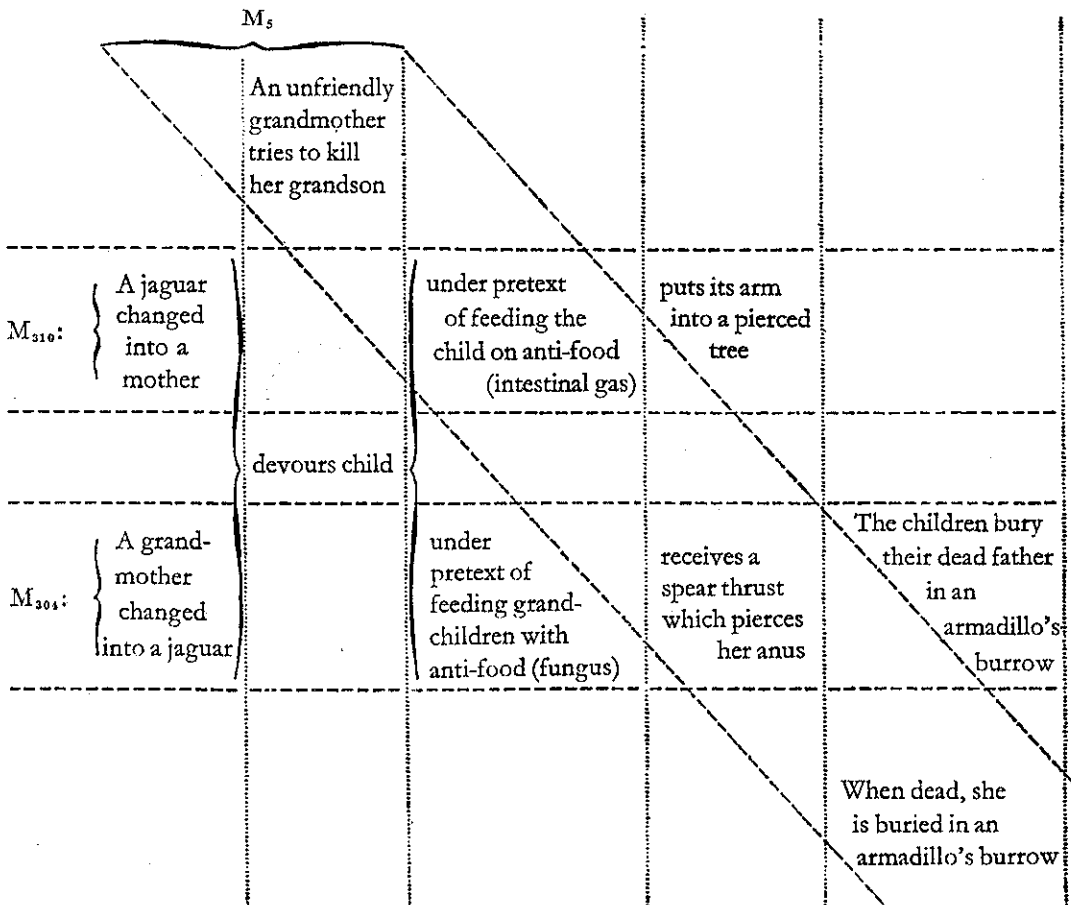 M₅
An unfriendly
grandmother
tries to kill
her grandson
M₃₁₀:
A jaguar
changed
into a
mother
under pretext
of feeding the
child on anti-food
(intestinal gas)
puts its arm
into a pierced
tree
devours child
M₃₀₄:
A grand-
mother
changed
into a jaguar
under
pretext of
feeding grand-
children with
anti-food (fungus)
receives a
spear thrust
which pierces
her anus
The children bury
their dead father
in an
armadillo's
burrow
When dead, she
is buried in an
armadillo's burrow